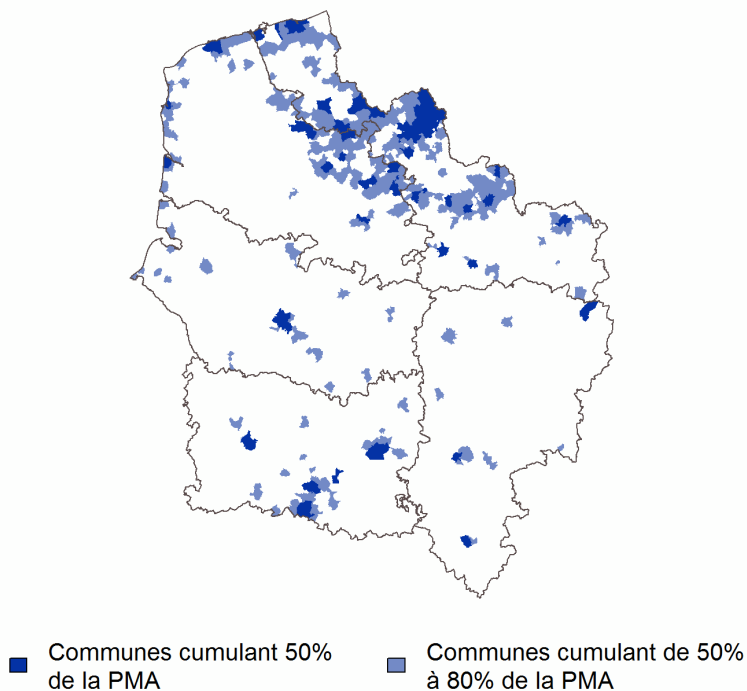 Communes cumulant 50%
de la PMA
Communes cumulant de 50%
à 80% de la PMA